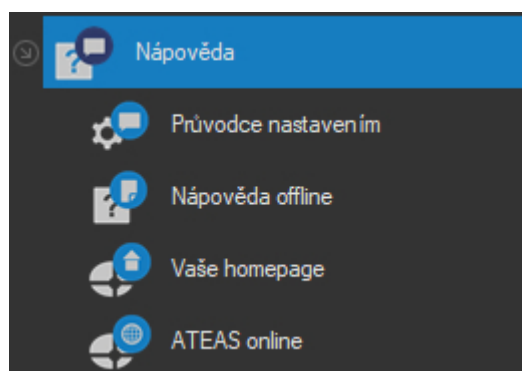 Nápověda
Průvodce nastavením
Nápověda offline
Vaše homepage
ATEAS online